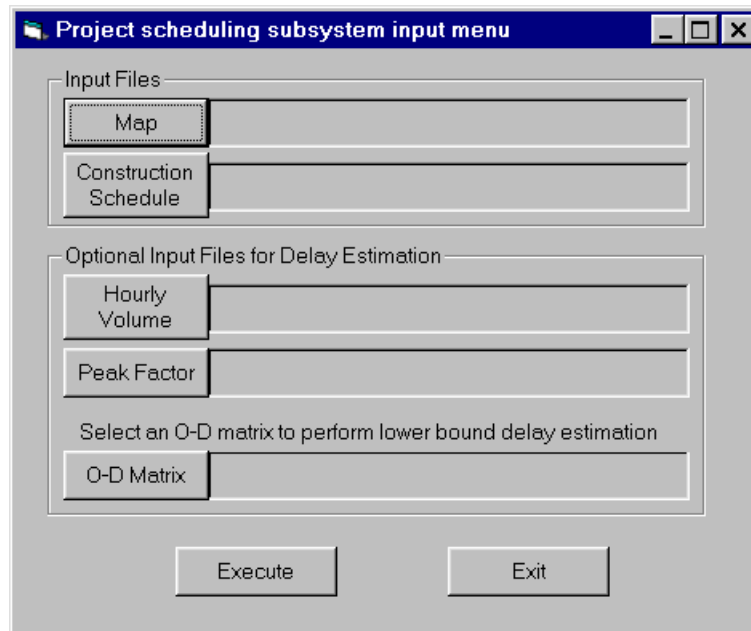 Project scheduling subsystem input menu
Input Files
Map
Construction
Schedule
Optional Input Files for Delay Estimation
Hourly
Volume
Peak Factor
Select an O-D matrix to perform lower bound delay estimation
O-D Matrix
Execute
Exit